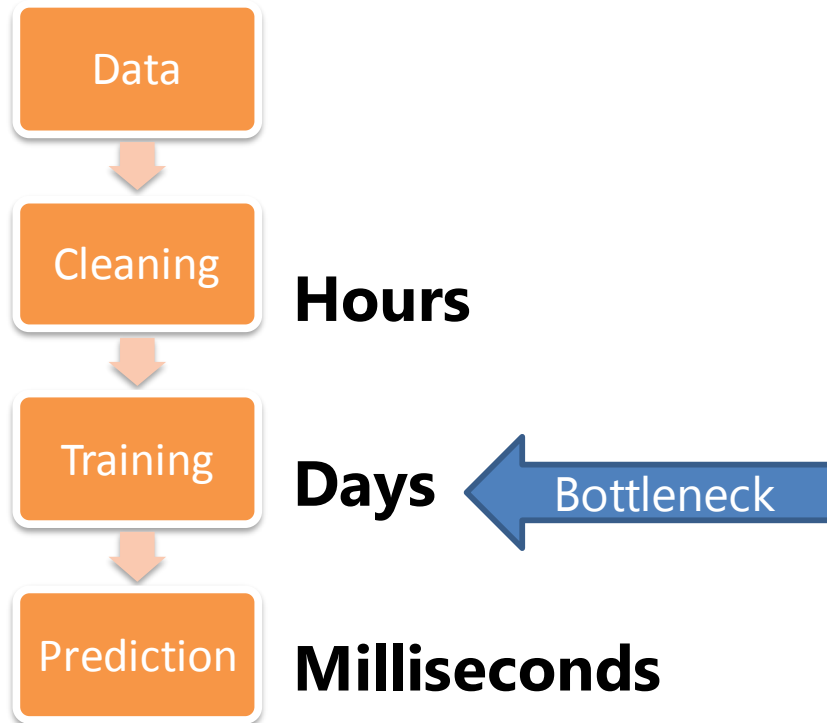 Data
Cleaning
Hours
Training
Days
Bottleneck
Prediction
Milliseconds